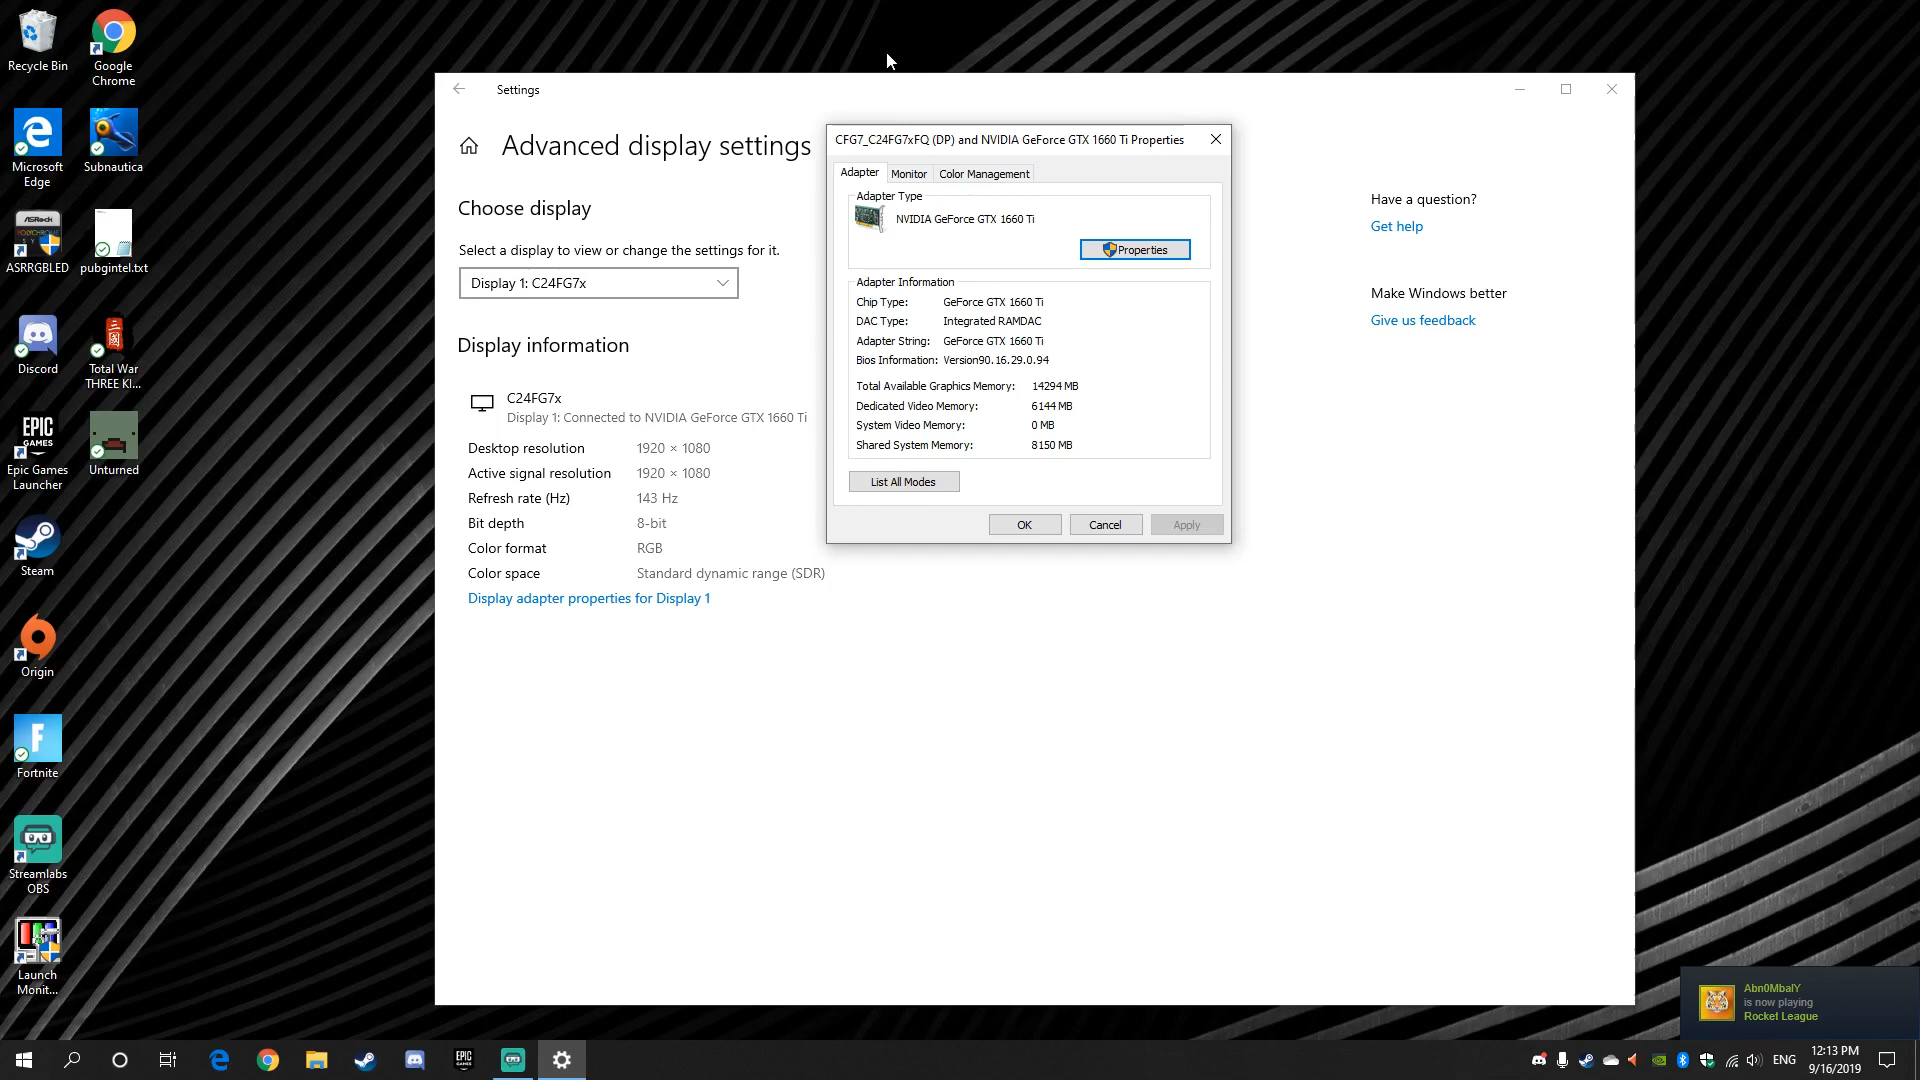 Recycle Bin
Google
Chrome
Microsoft
Edge
Subnautica
ASRock
POLYCHROME
SY
ASRRGBLED
pubgintel.txt
Discord
Total War
THREE KI...
EPIC
GAMES
Epic Games
Launcher
Unturned
Steam
Origin
Fortnite
Streamlabs
OBS
Launch
Monit...
Settings
Advanced display settings
Choose display
Select a display to view or change the settings for it.
Display 1: C24FG7x
Display information
C24FG7x
Display 1: Connected to NVIDIA GeForce GTX 1660 Ti
Desktop resolution 1920 × 1080
Active signal resolution 1920 × 1080
Refresh rate (Hz) 143 Hz
Bit depth 8-bit
Color format RGB
Color space Standard dynamic range (SDR)
Display adapter properties for Display 1
CFG7_C24FG7xFQ (DP) and NVIDIA GeForce GTX 1660 Ti Properties
Adapter Monitor Color Management
Adapter Type
NVIDIA GeForce GTX 1660 Ti
Properties
Adapter Information
Chip Type: GeForce GTX 1660 Ti
DAC Type: Integrated RAMDAC
Adapter String: GeForce GTX 1660 Ti
Bios Information: Version90.16.29.0.94
Total Available Graphics Memory: 14294 MB
Dedicated Video Memory: 6144 MB
System Video Memory: 0 MB
Shared System Memory: 8150 MB
List All Modes
OK Cancel Apply
Have a question?
Get help
Make Windows better
Give us feedback
Abn0MbalY
is now playing
Rocket League
EPIC
GAMES
ENG
12:13 PM
9/16/2019